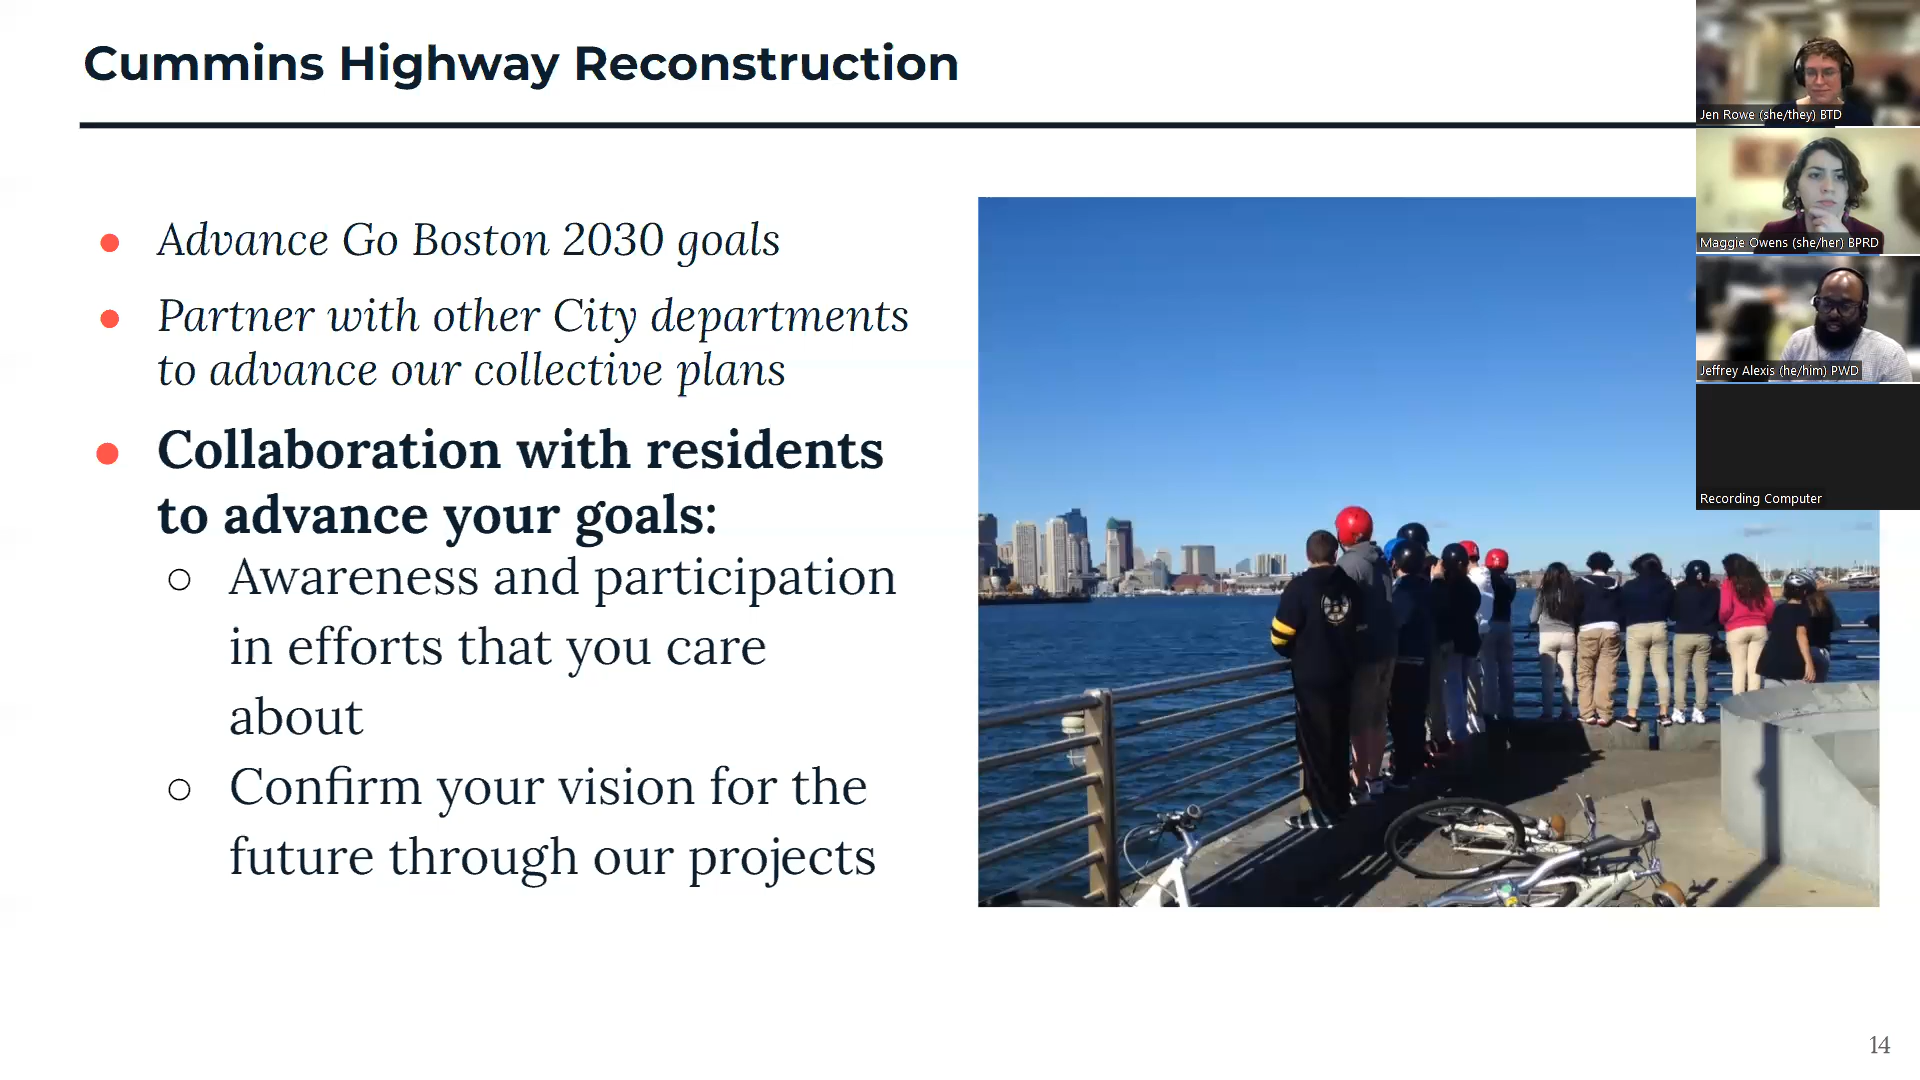 Cummins Highway Reconstruction
Advance Go Boston 2030 goals
Partner with other City departments
to advance our collective plans
Collaboration with residents
to advance your goals:
Awareness and participation
in efforts that you care
about
Confirm your vision for the
future through our projects
Jen Rowe (she/they) BTD
Maggie Owens (she/her) BPRD
Jeffrey Alexis (he/him) PWD
Recording Computer
14